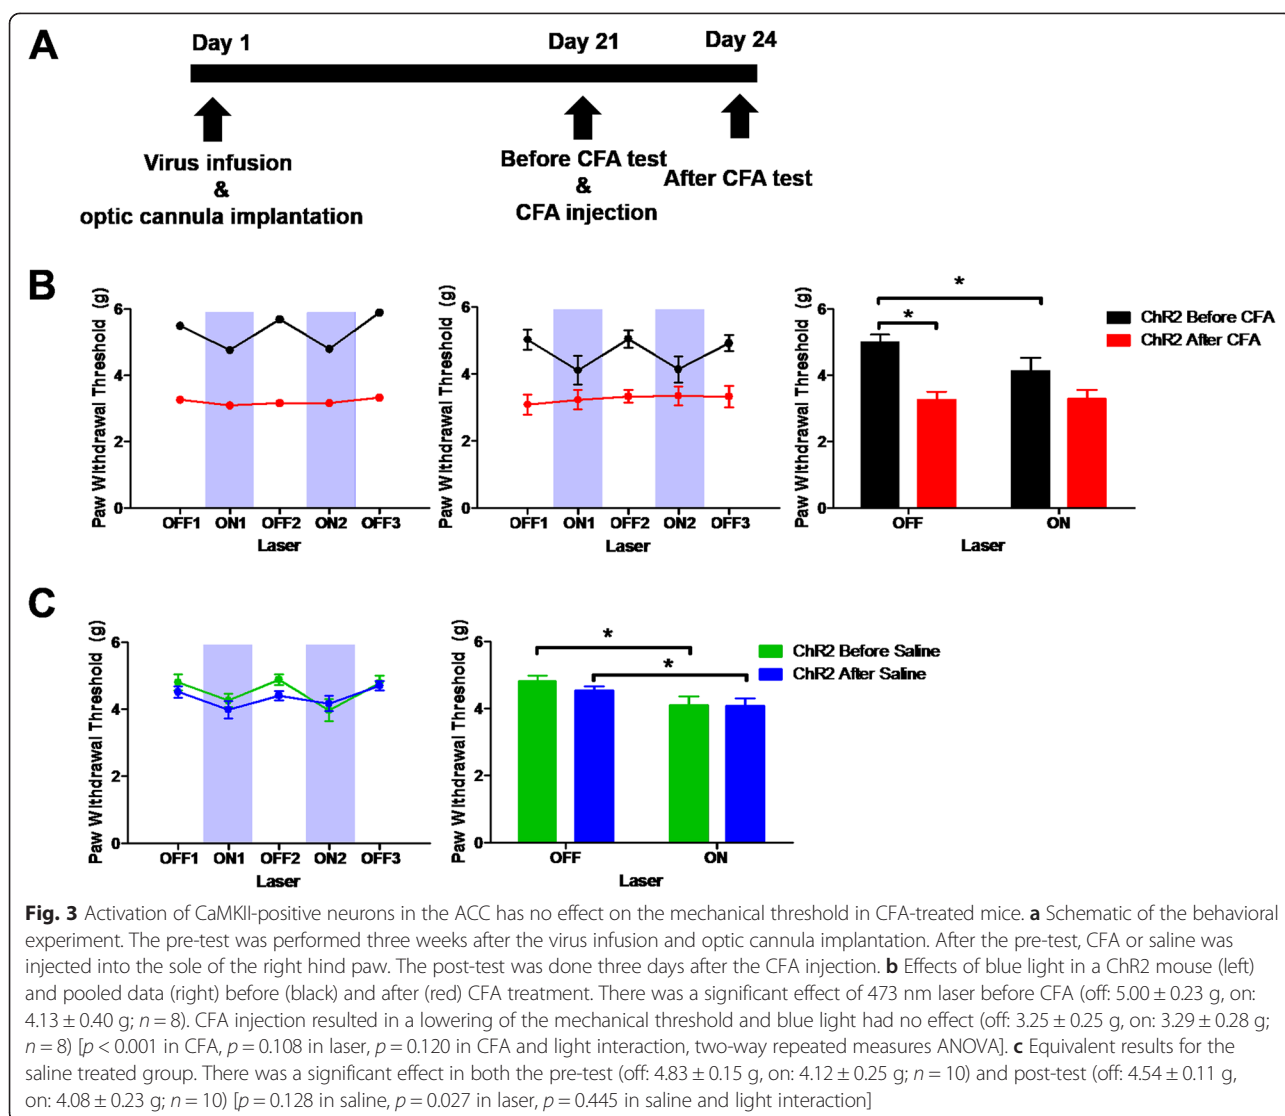 A
Day 1
Day 21
Day 24
Virus infusion
&
optic cannula implantation
Before CFA test
&
CFA injection
After CFA test
B
Paw Withdrawal Threshold (g)
6
4
2
0
OFF1 ON1 OFF2 ON2 OFF3
Laser
Paw Withdrawal Threshold (g)
6
4
2
0
OFF1 ON1 OFF2 ON2 OFF3
Laser
Paw Withdrawal Threshold (g)
6
4
2
0
*
*
OFF ON
Laser
ChR2 Before CFA
ChR2 After CFA
C
Paw Withdrawal Threshold (g)
6
4
2
0
OFF1 ON1 OFF2 ON2 OFF3
Laser
Paw Withdrawal Threshold (g)
6
4
2
0
*
*
OFF ON
Laser
ChR2 Before Saline
ChR2 After Saline
Fig. 3 Activation of CaMKII-positive neurons in the ACC has no effect on the mechanical threshold in CFA-treated mice. a Schematic of the behavioral
experiment. The pre-test was performed three weeks after the virus infusion and optic cannula implantation. After the pre-test, CFA or saline was
injected into the sole of the right hind paw. The post-test was done three days after the CFA injection. b Effects of blue light in a ChR2 mouse (left)
and pooled data (right) before (black) and after (red) CFA treatment. There was a significant effect of 473 nm laser before CFA (off: 5.00 ± 0.23 g, on:
4.13 ± 0.40 g; n = 8). CFA injection resulted in a lowering of the mechanical threshold and blue light had no effect (off: 3.25 ± 0.25 g, on: 3.29 ± 0.28 g;
n = 8) [p < 0.001 in CFA, p = 0.108 in laser, p = 0.120 in CFA and light interaction, two-way repeated measures ANOVA]. c Equivalent results for the
saline treated group. There was a significant effect in both the pre-test (off: 4.83 ± 0.15 g, on: 4.12 ± 0.25 g; n = 10) and post-test (off: 4.54 ± 0.11 g,
on: 4.08 ± 0.23 g; n = 10) [p = 0.128 in saline, p = 0.027 in laser, p = 0.445 in saline and light interaction]